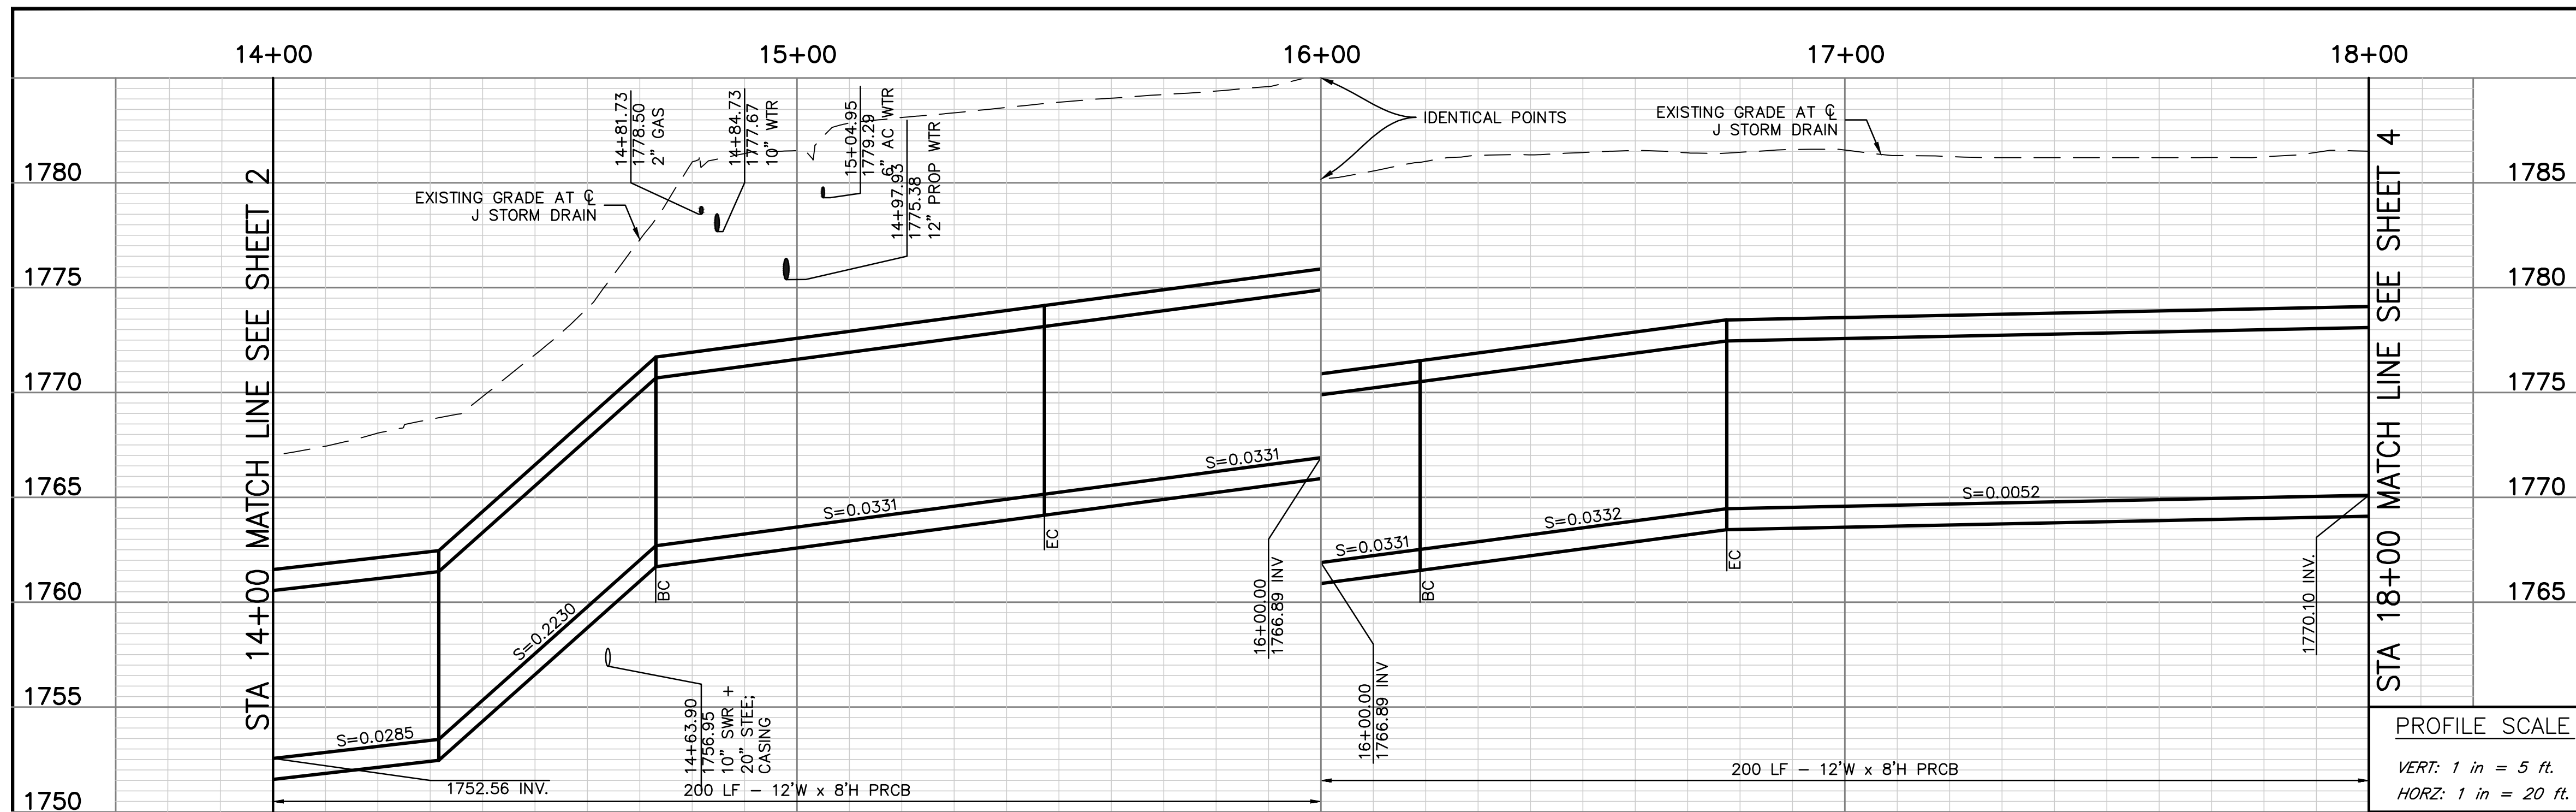 14+00
15+00
16+00
17+00
18+00
1780
1775
1770
1765
1760
1755
1750
STA 14+00 MATCH LINE SEE SHEET 2
EXISTING GRADE AT ℄
J STORM DRAIN
14+81.73
1778.50
2" GAS
14+84.73
1777.67
10" WTR
15+04.95
1779.29
6" AC WTR
14+97.93
1775.38
12" PROP WTR
IDENTICAL POINTS
EXISTING GRADE AT ℄
J STORM DRAIN
S=0.0285
S=0.2230
BC
S=0.0331
EC
S=0.0331
16+00.00
1766.89 INV
14+63.90
1756.95
10" SWR +
20" STEE;
CASING
1752.56 INV.
200 LF – 12'W x 8'H PRCB
S=0.0331
BC
S=0.0332
EC
S=0.0052
16+00.00
1766.89 INV
1770.10 INV.
200 LF – 12'W x 8'H PRCB
STA 18+00 MATCH LINE SEE SHEET 4
1785
1780
1775
1770
1765
PROFILE SCALE
VERT: 1 in = 5 ft.
HORZ: 1 in = 20 ft.